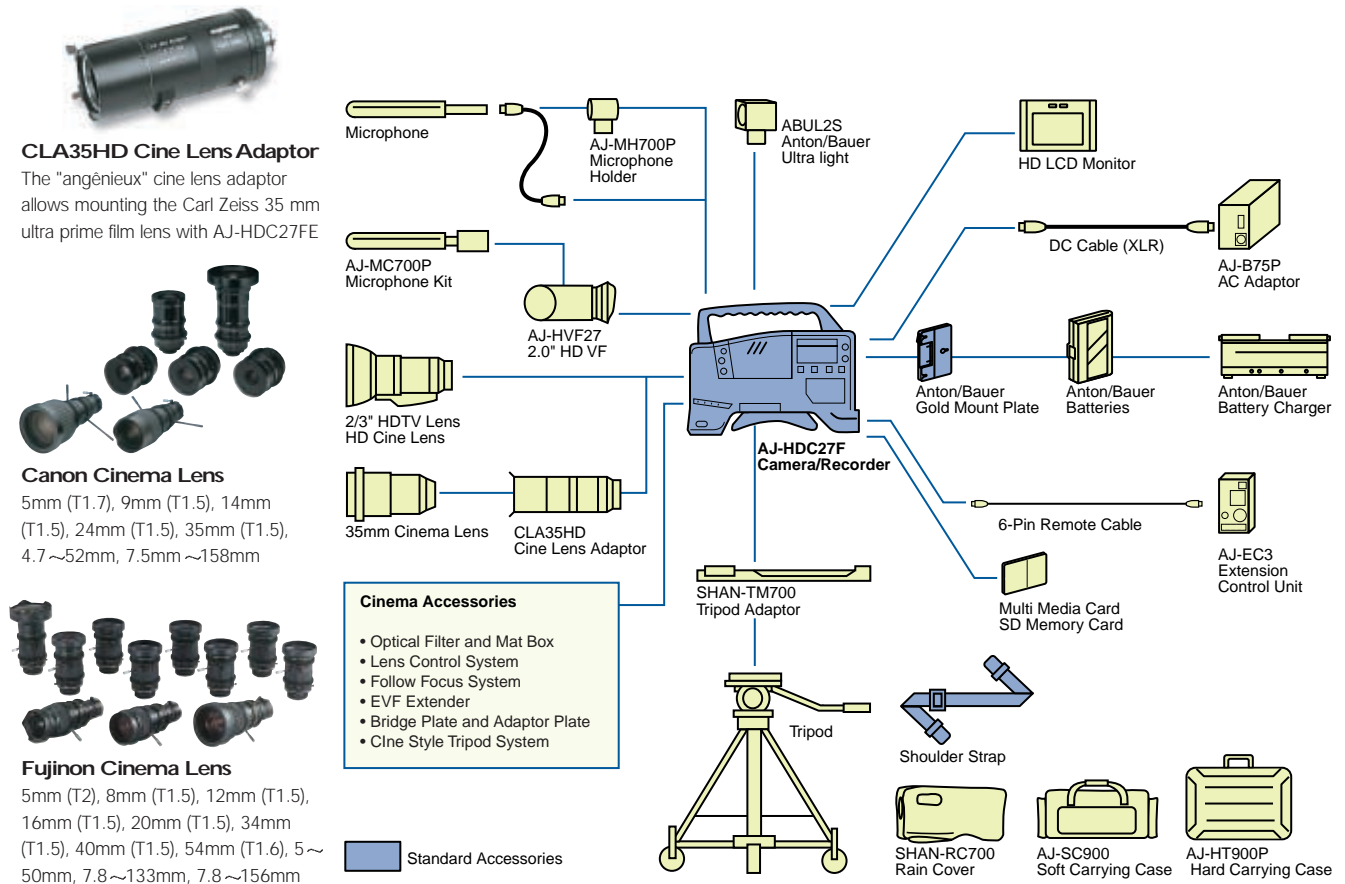 CLA35HD Cine Lens Adaptor
The "angênieux" cine lens adaptor
allows mounting the Carl Zeiss 35 mm
ultra prime film lens with AJ-HDC27FE
Canon Cinema Lens
5mm (T1.7), 9mm (T1.5), 14mm
(T1.5), 24mm (T1.5), 35mm (T1.5),
4.7～52mm, 7.5mm～158mm
Fujinon Cinema Lens
5mm (T2), 8mm (T1.5), 12mm (T1.5),
16mm (T1.5), 20mm (T1.5), 34mm
(T1.5), 40mm (T1.5), 54mm (T1.6), 5～
50mm, 7.8～133mm, 7.8～156mm
Microphone
AJ-MH700P
Microphone
Holder
ABUL2S
Anton/Bauer
Ultra light
HD LCD Monitor
DC Cable (XLR)
AJ-B75P
AC Adaptor
AJ-MC700P
Microphone Kit
AJ-HVF27
2.0" HD VF
2/3" HDTV Lens
HD Cine Lens
Anton/Bauer
Gold Mount Plate
Anton/Bauer
Batteries
Anton/Bauer
Battery Charger
AJ-HDC27F
Camera/Recorder
35mm Cinema Lens
CLA35HD
Cine Lens Adaptor
6-Pin Remote Cable
AJ-EC3
Extension
Control Unit
SHAN-TM700
Tripod Adaptor
Multi Media Card
SD Memory Card
Cinema Accessories
• Optical Filter and Mat Box
• Lens Control System
• Follow Focus System
• EVF Extender
• Bridge Plate and Adaptor Plate
• CIne Style Tripod System
Tripod
Shoulder Strap
Standard Accessories
SHAN-RC700
Rain Cover
AJ-SC900
Soft Carrying Case
AJ-HT900P
Hard Carrying Case